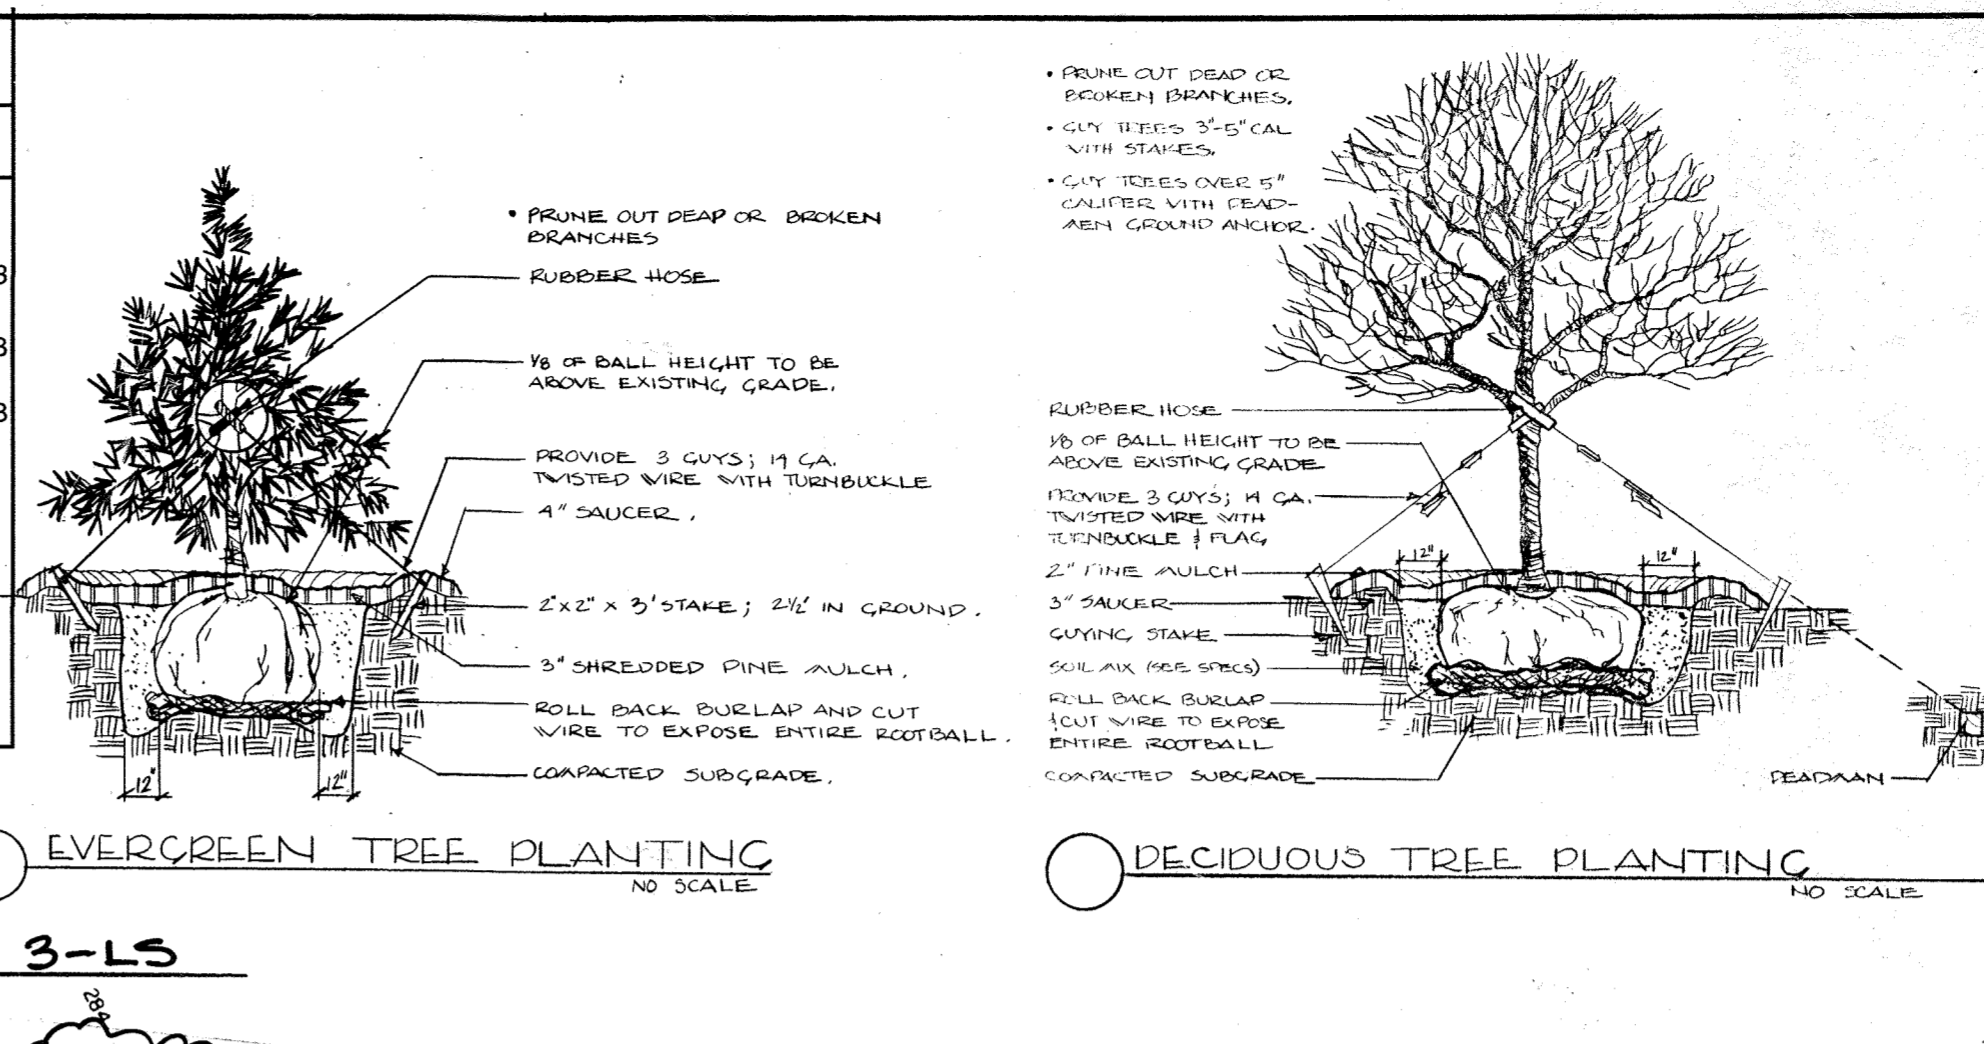 • PRUNE OUT DEAD OR BROKEN
BRANCHES
RUBBER HOSE
1/8 OF BALL HEIGHT TO BE
ABOVE EXISTING GRADE.
PROVIDE 3 GUYS; 14 GA.
TWISTED WIRE WITH TURNBUCKLE
4" SAUCER.
2"x2" x 3' STAKE; 2½' IN GROUND.
3" SHREDDED PINE MULCH.
ROLL BACK BURLAP AND CUT
WIRE TO EXPOSE ENTIRE ROOTBALL.
COMPACTED SUBGRADE.
12"
12"
EVERGREEN TREE PLANTING
NO SCALE
• PRUNE OUT DEAD OR
BROKEN BRANCHES.
• GUY TREES 3"-5" CAL
WITH STAKES.
• GUY TREES OVER 5"
CALIPER WITH DEAD-
MEN GROUND ANCHOR.
RUBBER HOSE
1/8 OF BALL HEIGHT TO BE
ABOVE EXISTING GRADE
PROVIDE 3 GUYS; 14 GA.
TWISTED WIRE WITH
TURNBUCKLE & FLAG
2" PINE MULCH
3" SAUCER
GUYING STAKE
SOIL MIX (SEE SPECS)
ROLL BACK BURLAP
& CUT WIRE TO EXPOSE
ENTIRE ROOTBALL
COMPACTED SUBGRADE
12"
12"
DEADMAN
DECIDUOUS TREE PLANTING
NO SCALE
3-LS